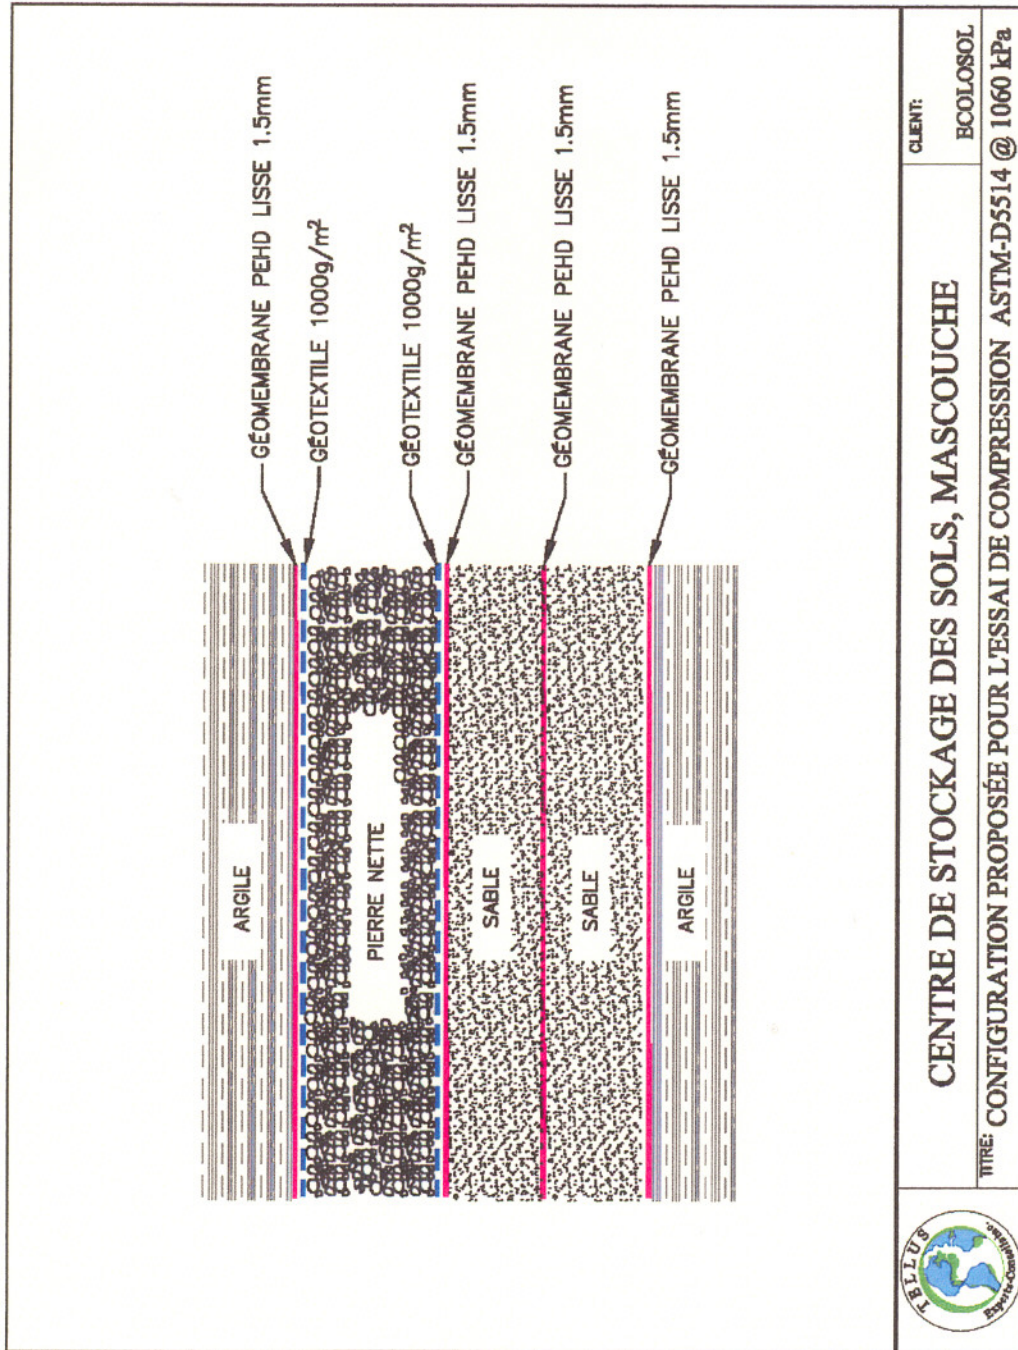 GÉOMEMBRANE PEHD LISSE 1.5mm
GÉOTEXTILE 1000g/m²
GÉOTEXTILE 1000g/m²
GÉOMEMBRANE PEHD LISSE 1.5mm
GÉOMEMBRANE PEHD LISSE 1.5mm
GÉOMEMBRANE PEHD LISSE 1.5mm
ARGILE
PIERRE NETTE
SABLE
SABLE
ARGILE
TELLUS
Experts-Conseils inc.
CENTRE DE STOCKAGE DES SOLS, MASCOUCHE
CLIENT:
ECOLOSOL
TITRE: CONFIGURATION PROPOSÉE POUR L'ESSAI DE COMPRESSION ASTM-D5514 @ 1060 kPa